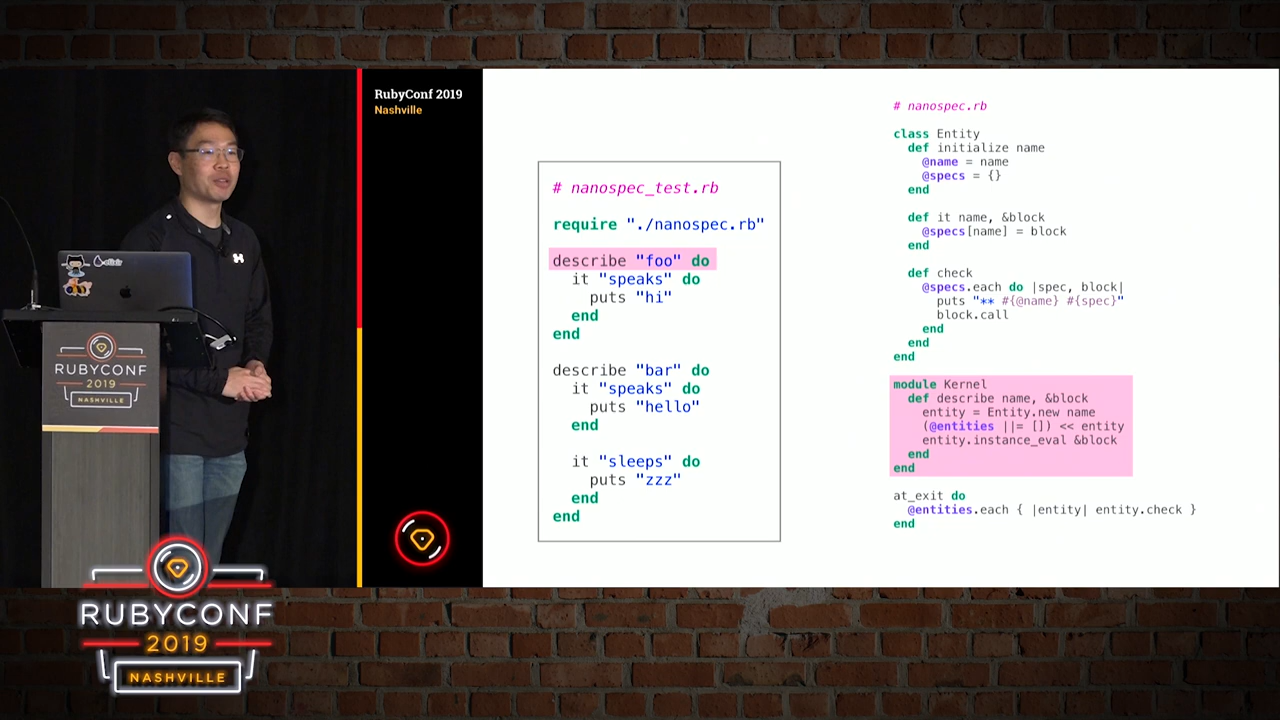 RubyConf 2019
Nashville
# nanospec_test.rb
require "./nanospec.rb"
describe "foo" do
  it "speaks" do
    puts "hi"
  end
end
describe "bar" do
  it "speaks" do
    puts "hello"
  end
  it "sleeps" do
    puts "zzz"
  end
end
# nanospec.rb
class Entity
  def initialize name
    @name = name
    @specs = {}
  end
  def it name, &block
    @specs[name] = block
  end
  def check
    @specs.each do |spec, block|
      puts "** #{@name} #{spec}"
      block.call
    end
  end
end
module Kernel
  def describe name, &block
    entity = Entity.new name
    (@entities ||= []) << entity
    entity.instance_eval &block
  end
end
at_exit do
  @entities.each { |entity| entity.check }
end
elixir
RUBYCONF
2019
NASHVILLE
RUBYCONF
2019
NASHVILLE